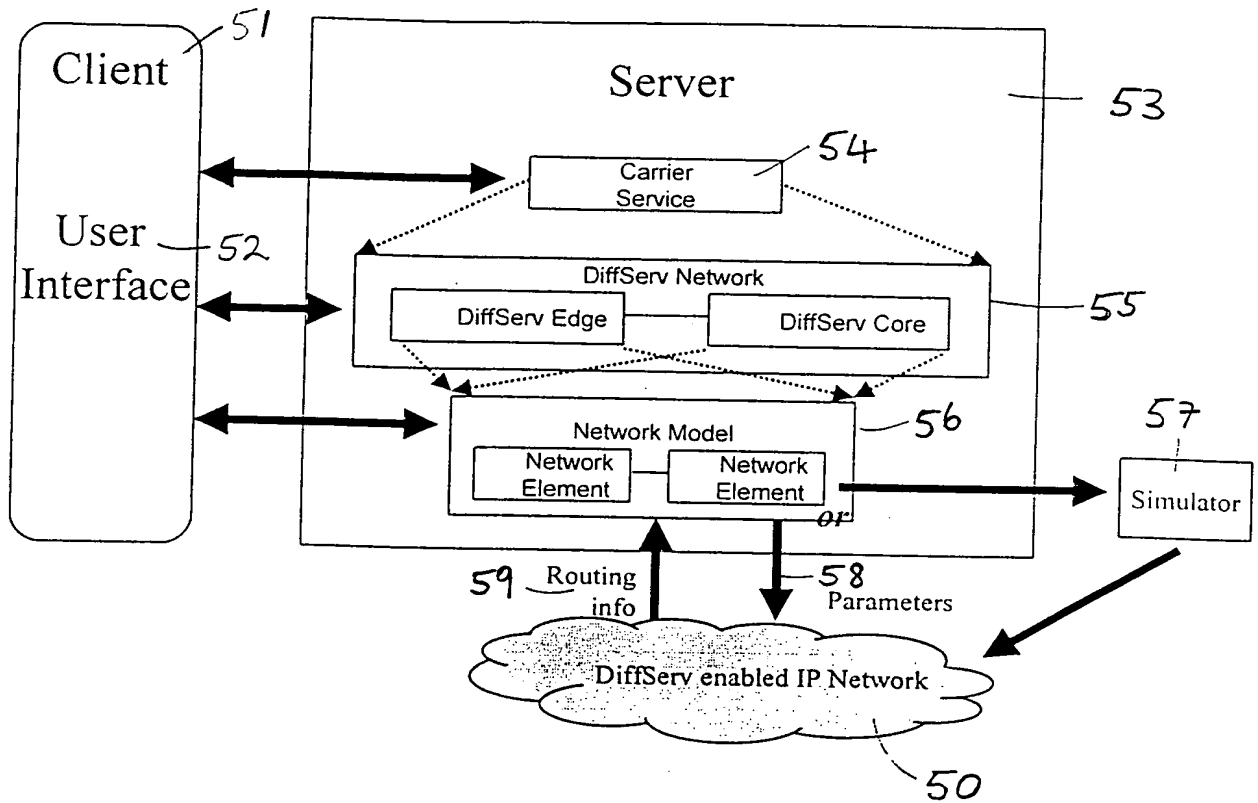 51
Client
Server
53
54
Carrier
Service
User
Interface
52
DiffServ Network
55
DiffServ Edge
DiffServ Core
56
Network Model
Network
Element
Network
Element
or
57
Simulator
59
Routing
info
58
Parameters
DiffServ enabled IP Network
50